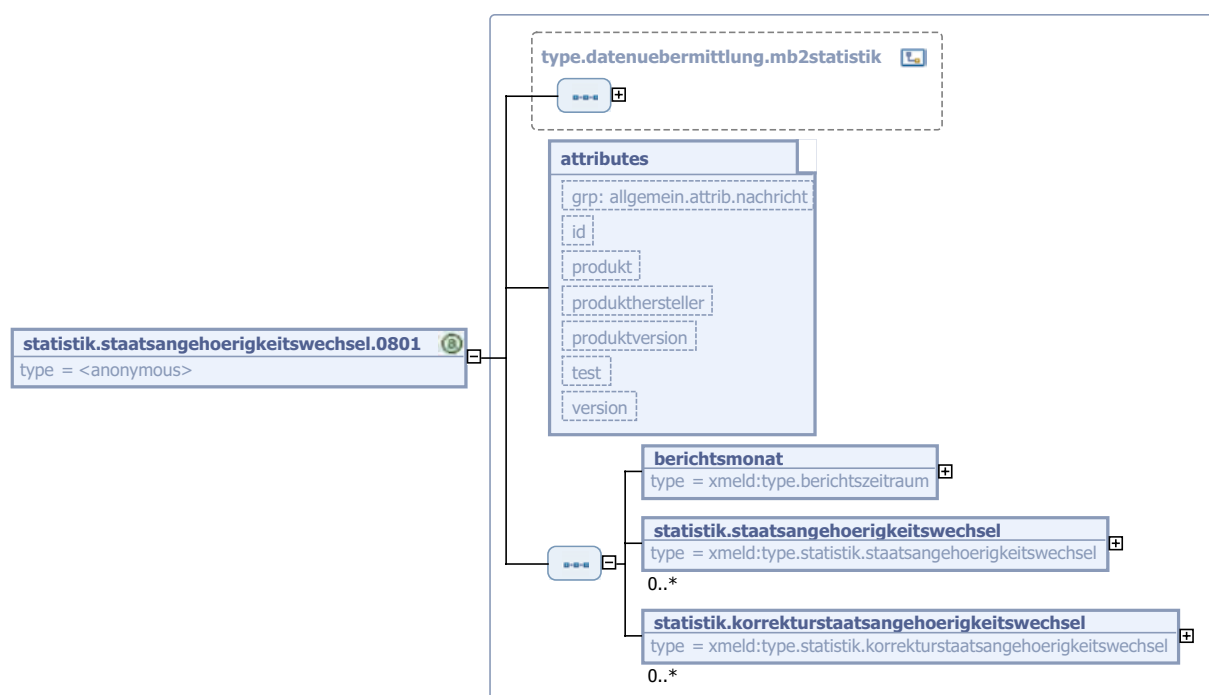 type.datenuebermittlung.mb2statistik
attributes
grp: allgemein.attrib.nachricht
id
produkt
produkthersteller
produktversion
test
version
statistik.staatsangehoerigkeitswechsel.0801
type = <anonymous>
berichtsmonat
type = xmeld:type.berichtszeitraum
statistik.staatsangehoerigkeitswechsel
type = xmeld:type.statistik.staatsangehoerigkeitswechsel
0..*
statistik.korrekturstaatsangehoerigkeitswechsel
type = xmeld:type.statistik.korrekturstaatsangehoerigkeitswechsel
0..*